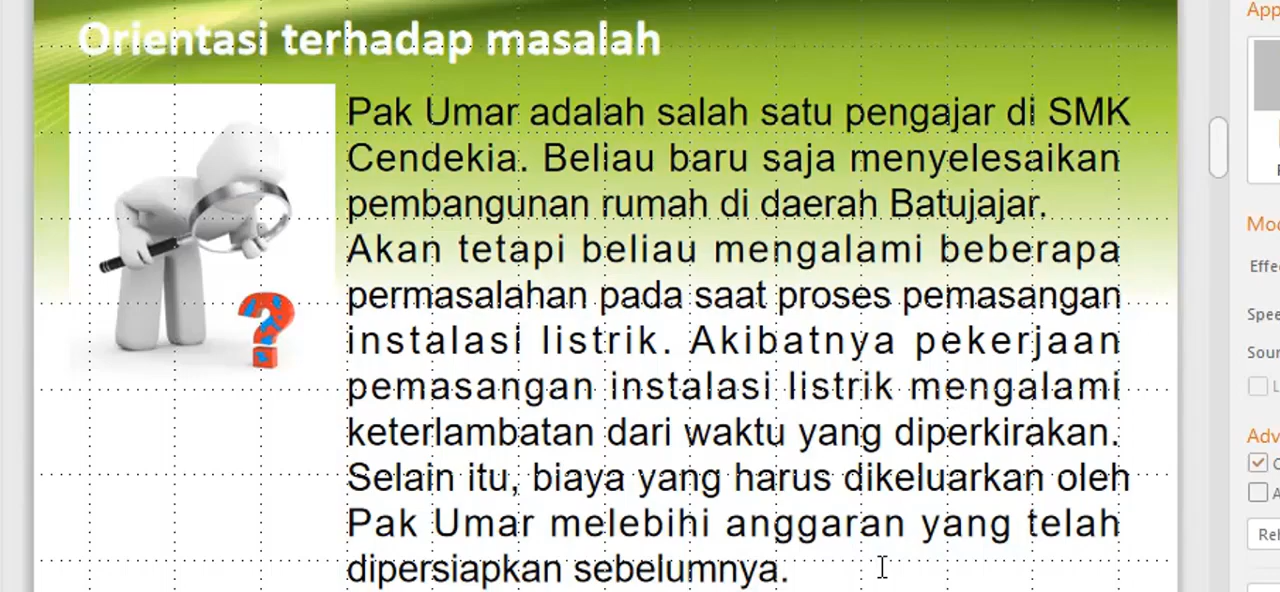 Orientasi terhadap masalah
Pak Umar adalah salah satu pengajar di SMK
Cendekia. Beliau baru saja menyelesaikan
pembangunan rumah di daerah Batujajar.
Akan tetapi beliau mengalami beberapa
permasalahan pada saat proses pemasangan
instalasi listrik. Akibatnya pekerjaan
pemasangan instalasi listrik mengalami
keterlambatan dari waktu yang diperkirakan.
Selain itu, biaya yang harus dikeluarkan oleh
Pak Umar melebihi anggaran yang telah
dipersiapkan sebelumnya.